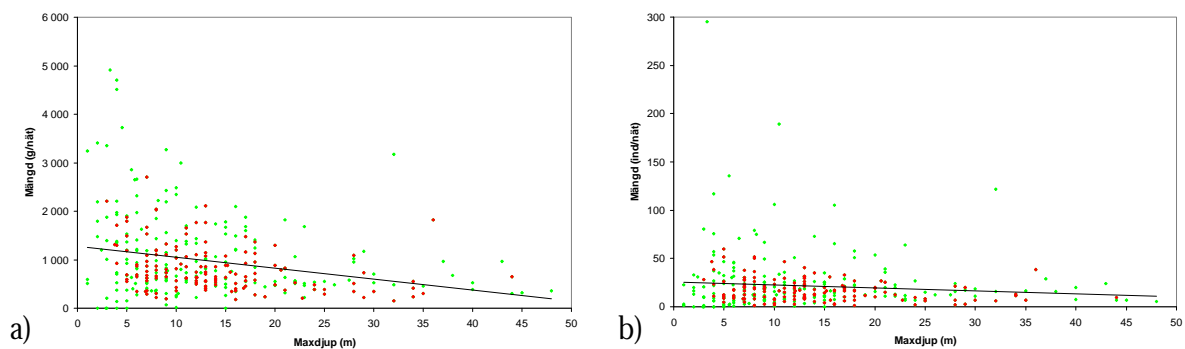 6 000
5 000
4 000
3 000
2 000
1 000
0
Mängd (g/nät)
0 5 10 15 20 25 30 35 40 45 50
Maxdjup (m)
a)
300
250
200
150
100
50
0
Mängd (ind/nät)
0 5 10 15 20 25 30 35 40 45 50
Maxdjup (m)
b)